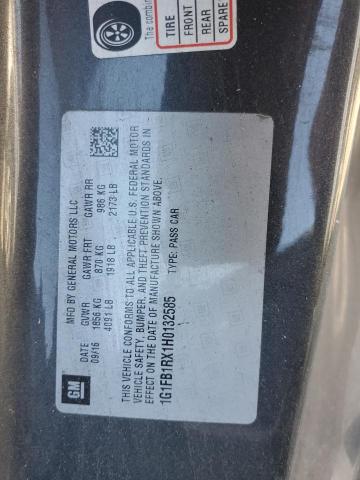 The combin
TIRE
FRONT
REAR
SPARE
GM
MFD BY GENERAL MOTORS LLC
DATE GVWR GAWR FRT GAWR RR
09/16 1856 KG 870 KG 986 KG
4091 LB 1918 LB 2173 LB
THIS VEHICLE CONFORMS TO ALL APPLICABLE U.S. FEDERAL MOTOR
VEHICLE SAFETY, BUMPER, AND THEFT PREVENTION STANDARDS IN
EFFECT ON THE DATE OF MANUFACTURE SHOWN ABOVE.
1G1FB1RX1H0132585 TYPE: PASS CAR